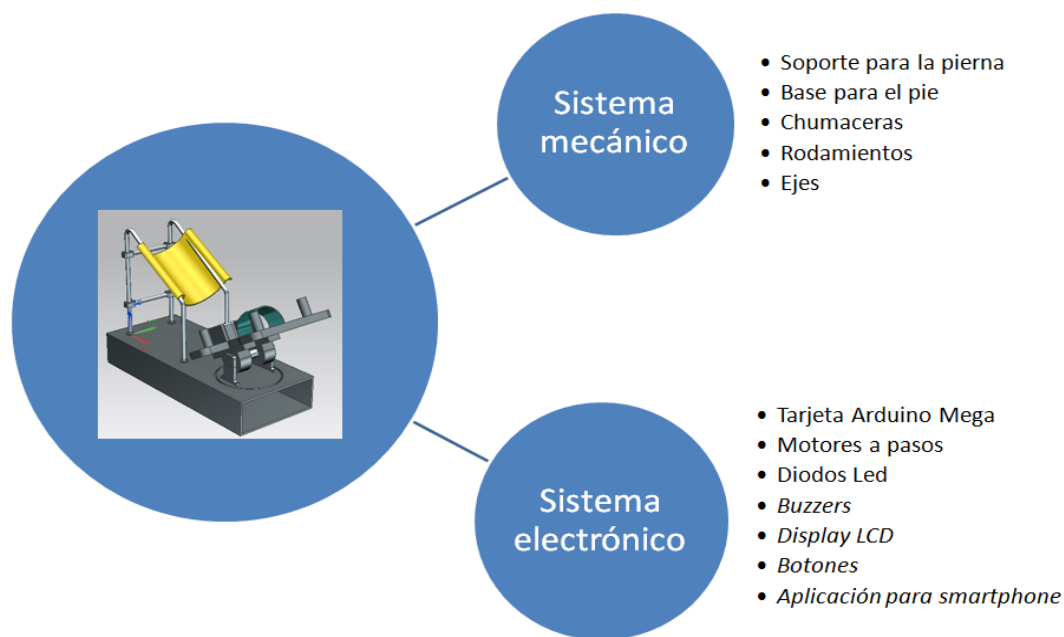 Sistema
mecánico
• Soporte para la pierna
• Base para el pie
• Chumaceras
• Rodamientos
• Ejes
Sistema
electrónico
• Tarjeta Arduino Mega
• Motores a pasos
• Diodos Led
• Buzzers
• Display LCD
• Botones
• Aplicación para smartphone